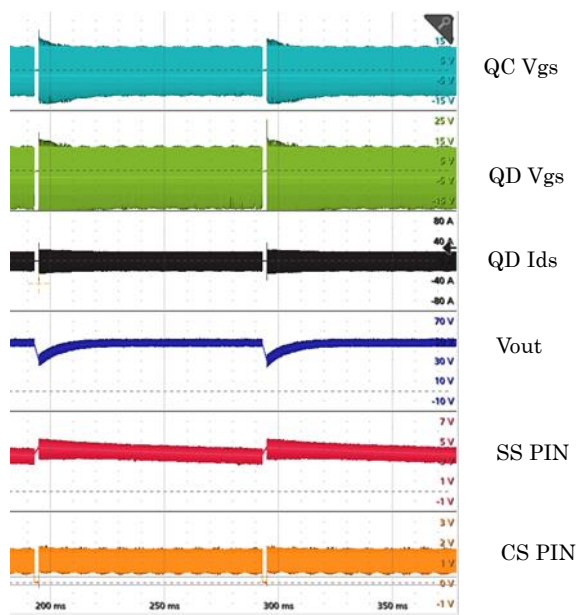 15
5 V
-5 V
-15 V
QC Vgs
25 V
15 V
5 V
-5 V
-15 V
QD Vgs
80 A
40 A
-40 A
-80 A
QD Ids
70 V
30 V
10 V
-10 V
Vout
7 V
5 V
1 V
-1 V
SS PIN
3 V
2 V
1 V
0 V
-1 V
CS PIN
200 ms
250 ms
300 ms
350 ms